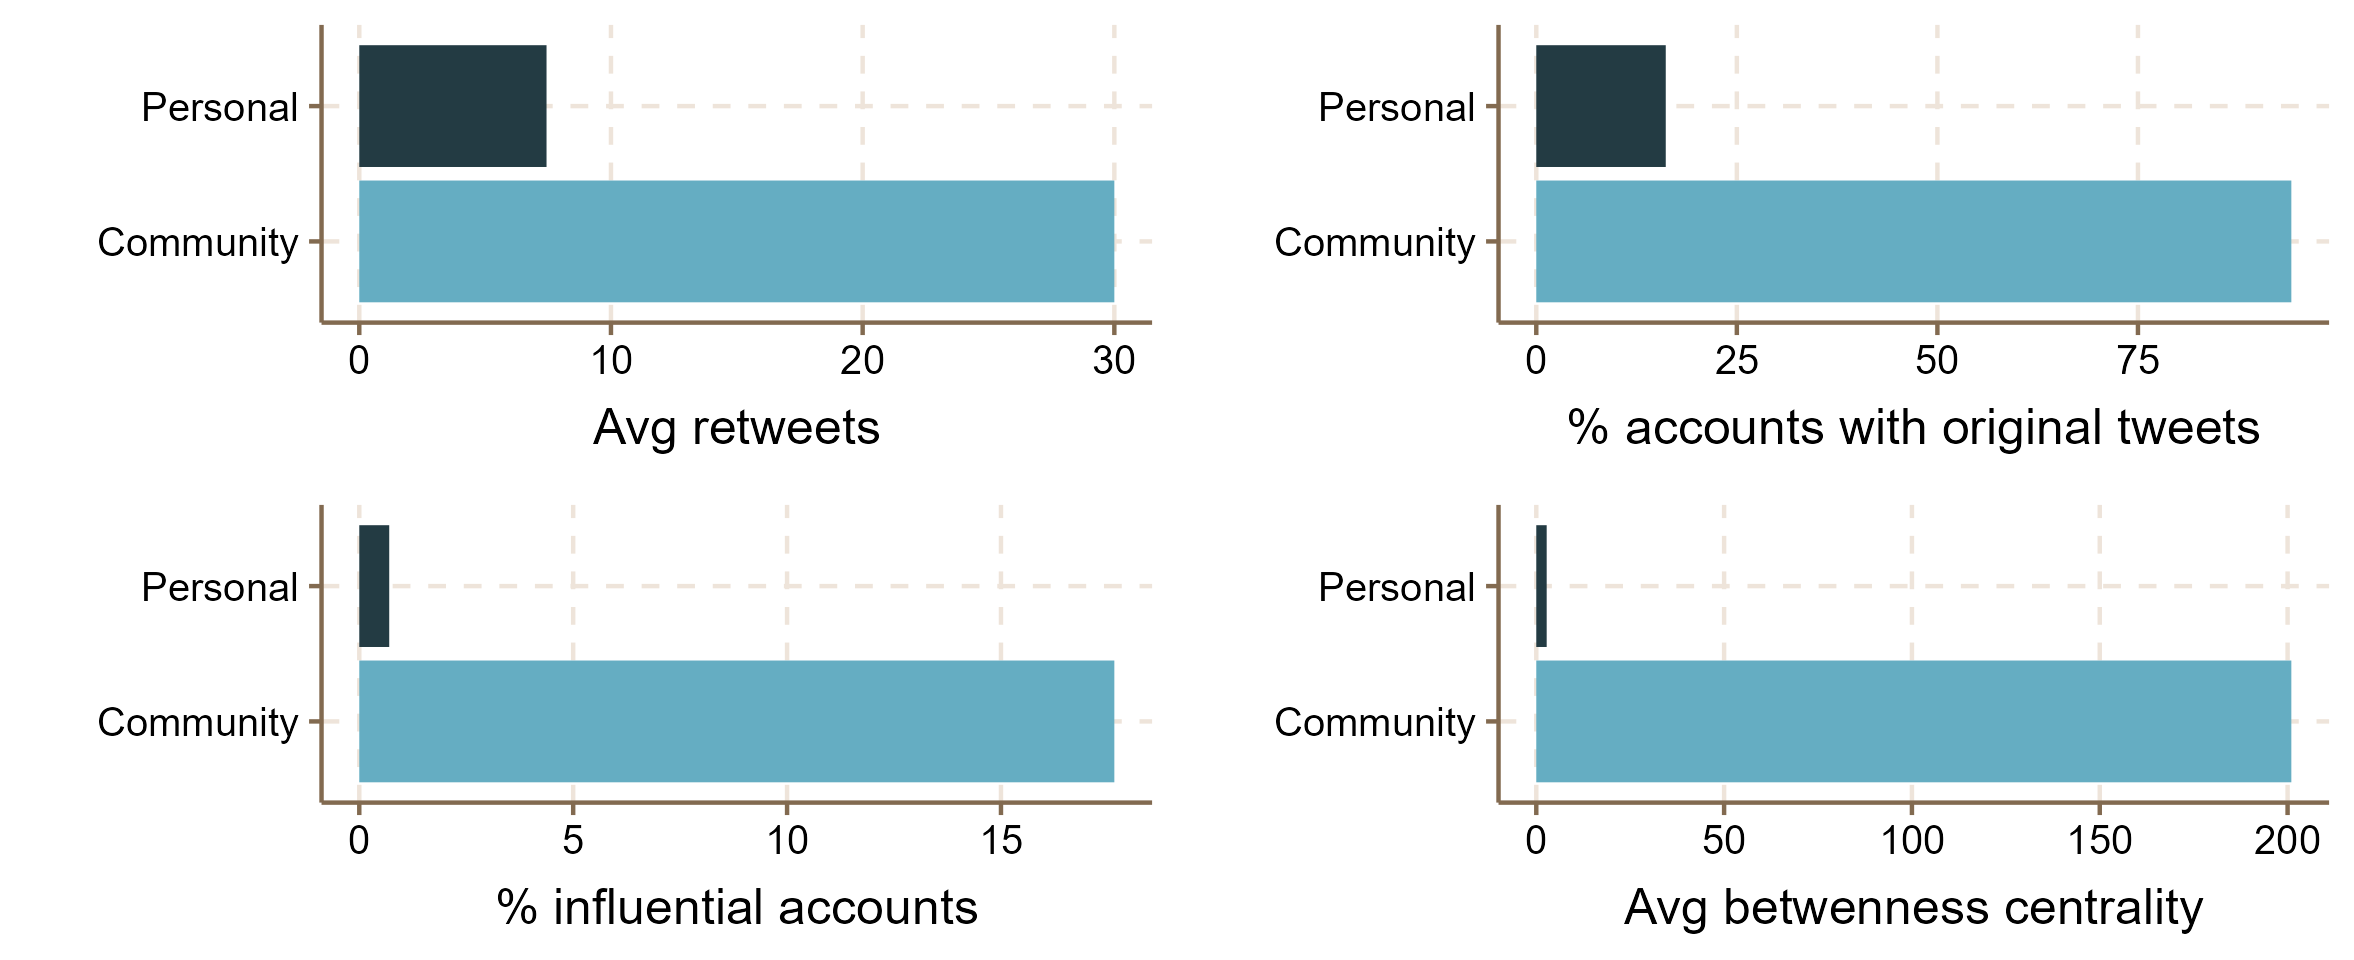 Personal
Community
0 10 20 30
Avg retweets
Personal
Community
0 25 50 75
% accounts with original tweets
Personal
Community
0 5 10 15
% influential accounts
Personal
Community
0 50 100 150 200
Avg betwenness centrality